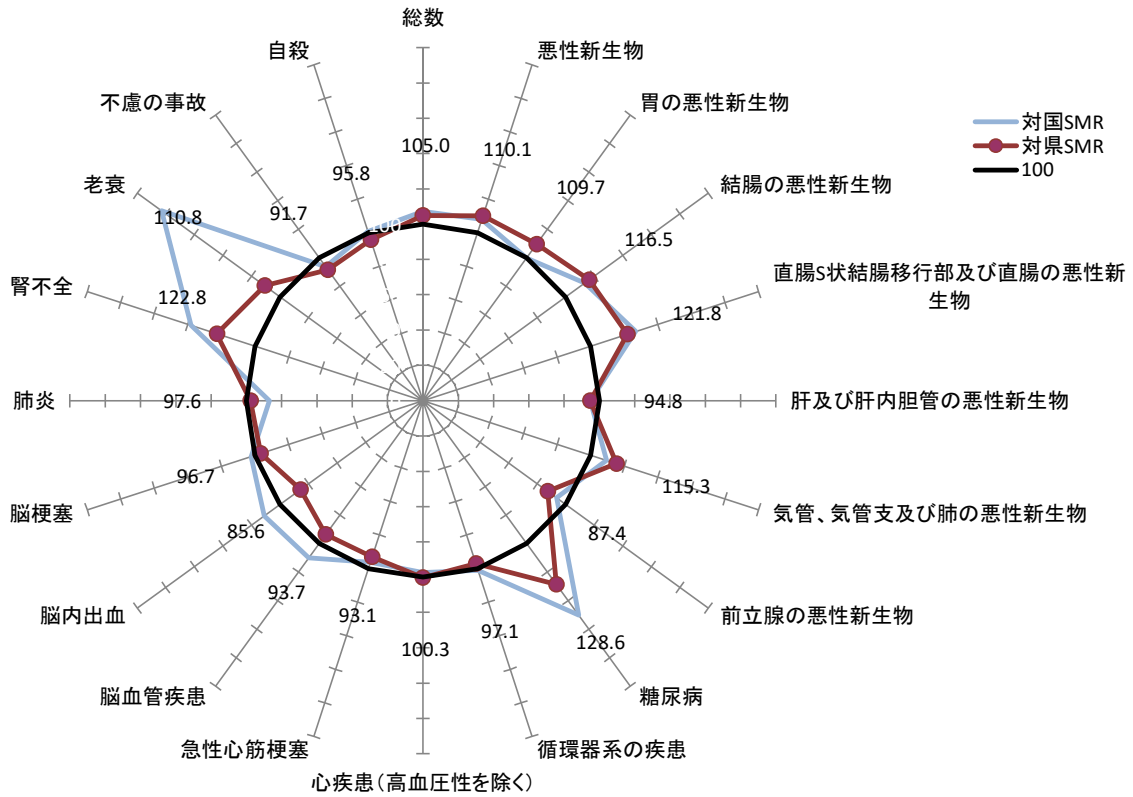 総数
悪性新生物
胃の悪性新生物
結腸の悪性新生物
直腸S状結腸移行部及び直腸の悪性新
生物
肝及び肝内胆管の悪性新生物
気管、気管支及び肺の悪性新生物
前立腺の悪性新生物
糖尿病
循環器系の疾患
心疾患(高血圧性を除く)
急性心筋梗塞
脳血管疾患
脳内出血
脳梗塞
肺炎
腎不全
老衰
不慮の事故
自殺
105.0
110.1
109.7
116.5
121.8
94.8
115.3
87.4
128.6
97.1
100.3
93.1
93.7
85.6
96.7
97.6
122.8
110.8
91.7
95.8
100
対国SMR
対県SMR
100